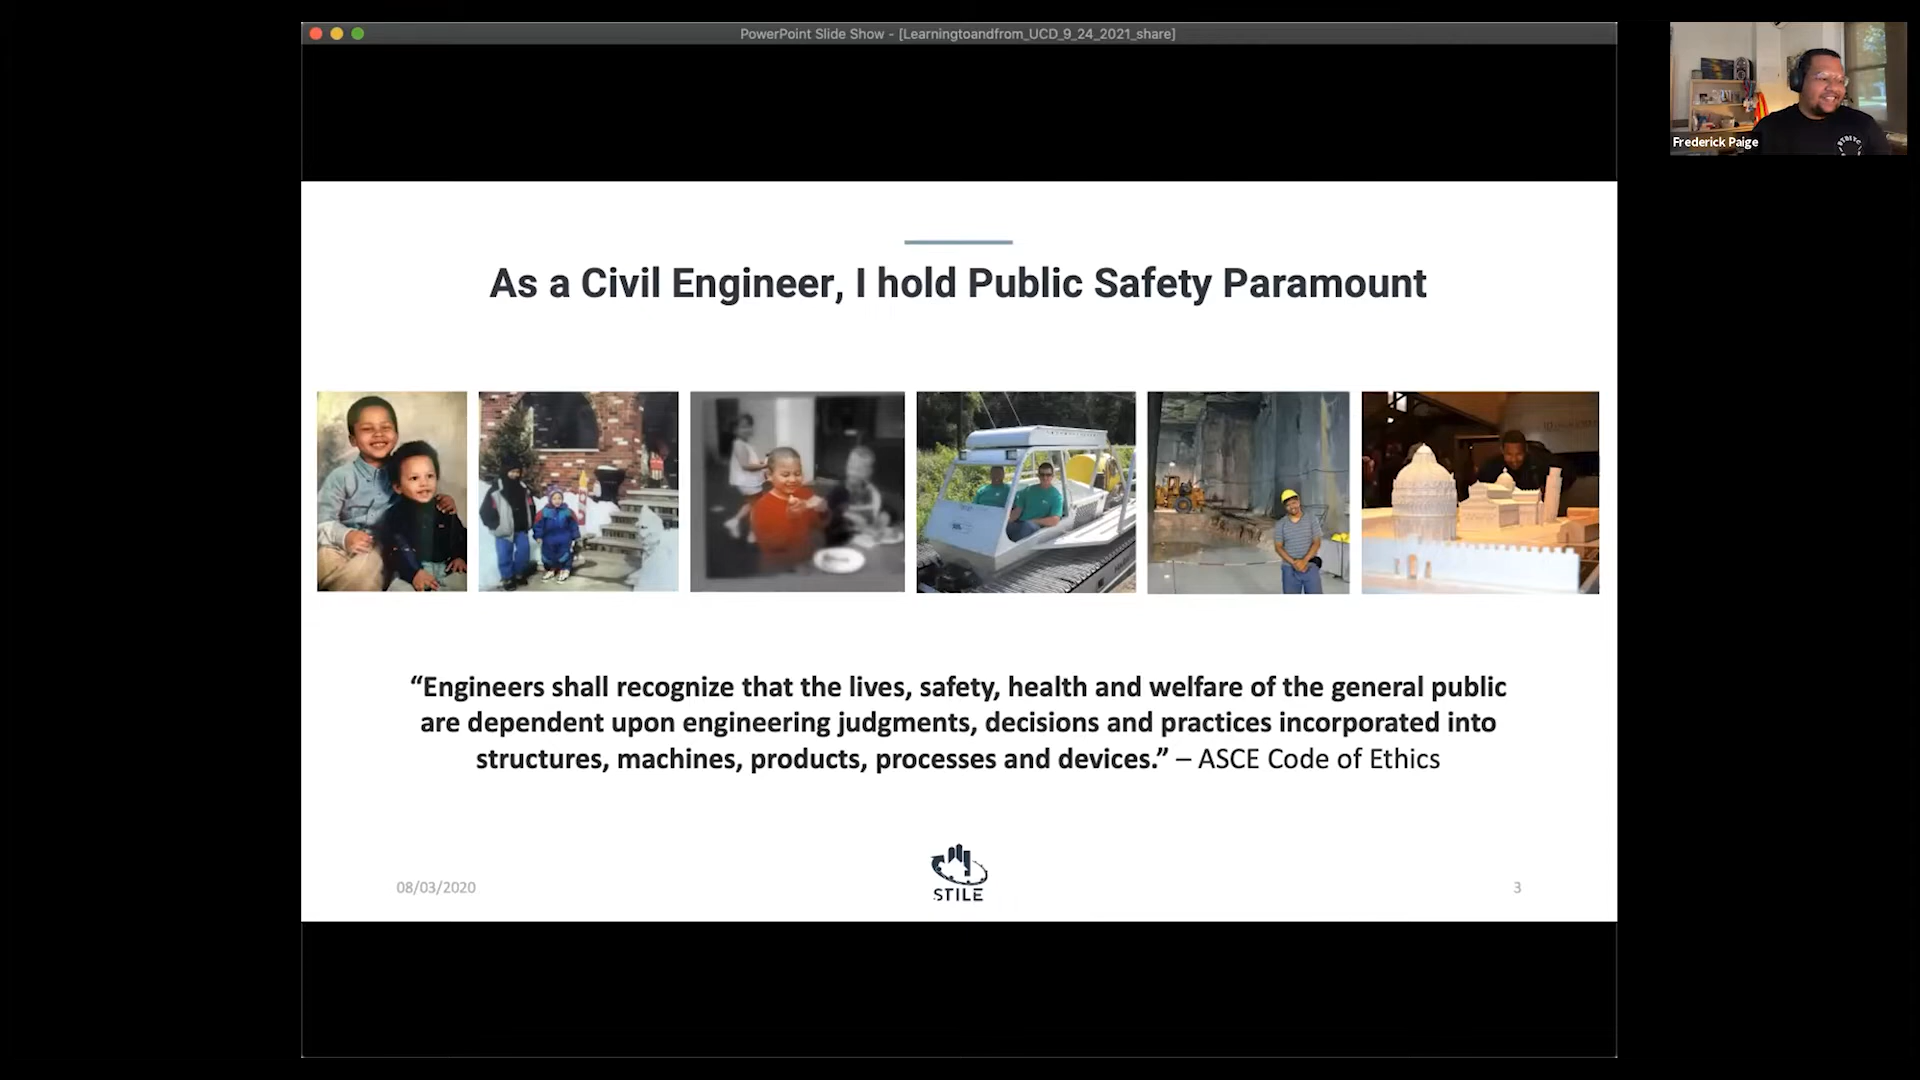 PowerPoint Slide Show - [Learningtoandfrom_UCD_9_24_2021_share]
Frederick Paige
As a Civil Engineer, I hold Public Safety Paramount
“Engineers shall recognize that the lives, safety, health and welfare of the general public
are dependent upon engineering judgments, decisions and practices incorporated into
structures, machines, products, processes and devices.” – ASCE Code of Ethics
08/03/2020
STILE
3